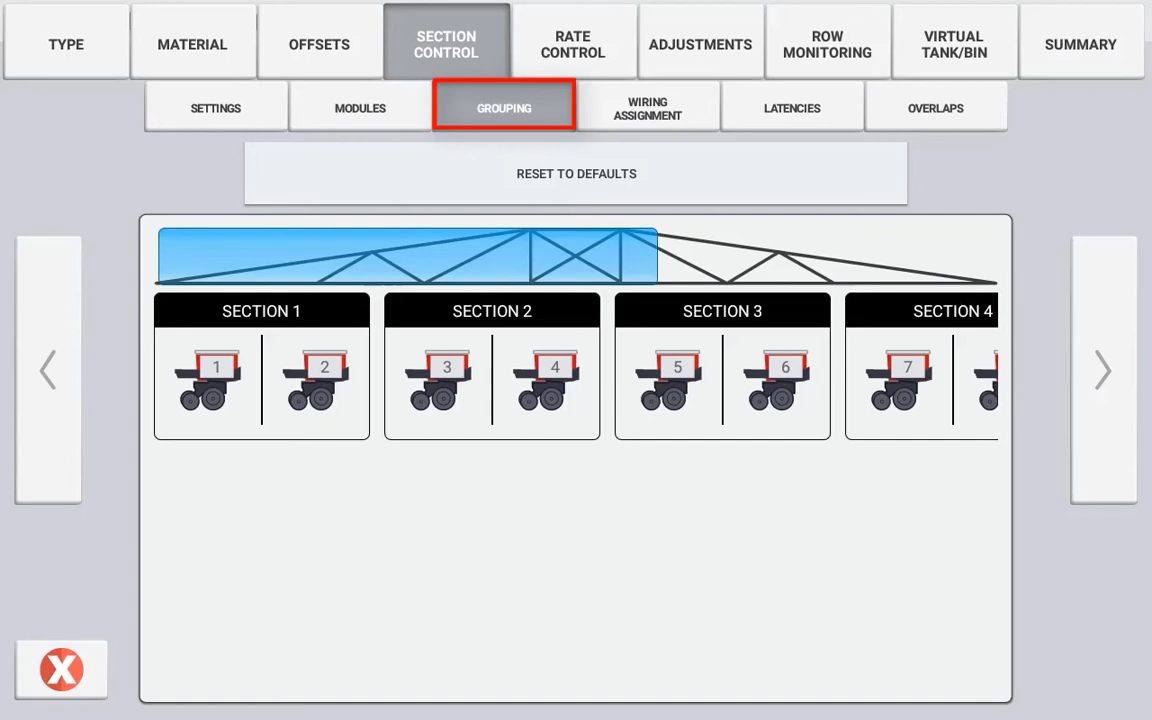 TYPE
MATERIAL
OFFSETS
SECTION
CONTROL
RATE
CONTROL
ADJUSTMENTS
ROW
MONITORING
VIRTUAL
TANK/BIN
SUMMARY
SETTINGS
MODULES
GROUPING
WIRING
ASSIGNMENT
LATENCIES
OVERLAPS
RESET TO DEFAULTS
SECTION 1
SECTION 2
SECTION 3
SECTION 4
1
2
3
4
5
6
7
X